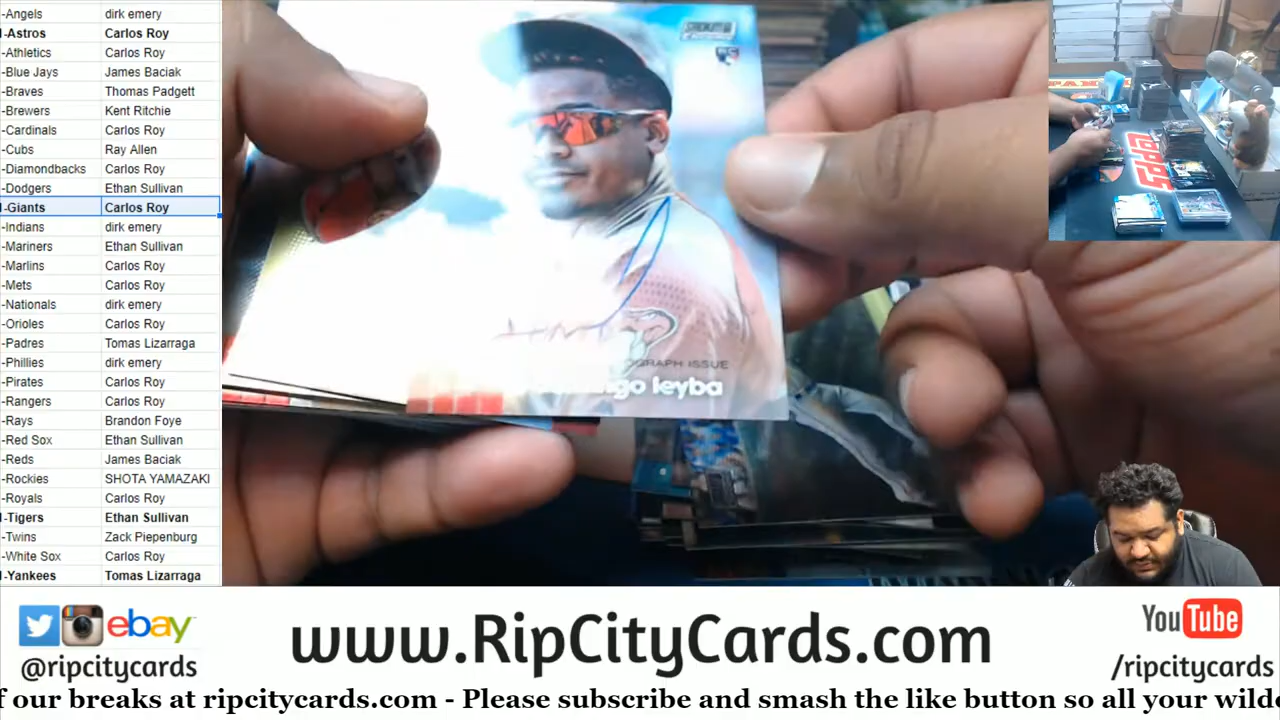 -Angels dirk emery
-Astros Carlos Roy
-Athletics Carlos Roy
-Blue Jays James Baciak
-Braves Thomas Padgett
-Brewers Kent Ritchie
-Cardinals Carlos Roy
-Cubs Ray Allen
-Diamondbacks Carlos Roy
-Dodgers Ethan Sullivan
-Giants Carlos Roy
-Indians dirk emery
-Mariners Ethan Sullivan
-Marlins Carlos Roy
-Mets Carlos Roy
-Nationals dirk emery
-Orioles Carlos Roy
-Padres Tomas Lizarraga
-Phillies dirk emery
-Pirates Carlos Roy
-Rangers Carlos Roy
-Rays Brandon Foye
-Red Sox Ethan Sullivan
-Reds James Baciak
-Rockies SHOTA YAMAZAKI
-Royals Carlos Roy
-Tigers Ethan Sullivan
-Twins Zack Piepenburg
-White Sox Carlos Roy
-Yankees Tomas Lizarraga
ISSUE
leyba
topps
ebay
@ripcitycards
www.RipCityCards.com
YouTube
/ripcitycards
f our breaks at ripcitycards.com - Please subscribe and smash the like button so all your